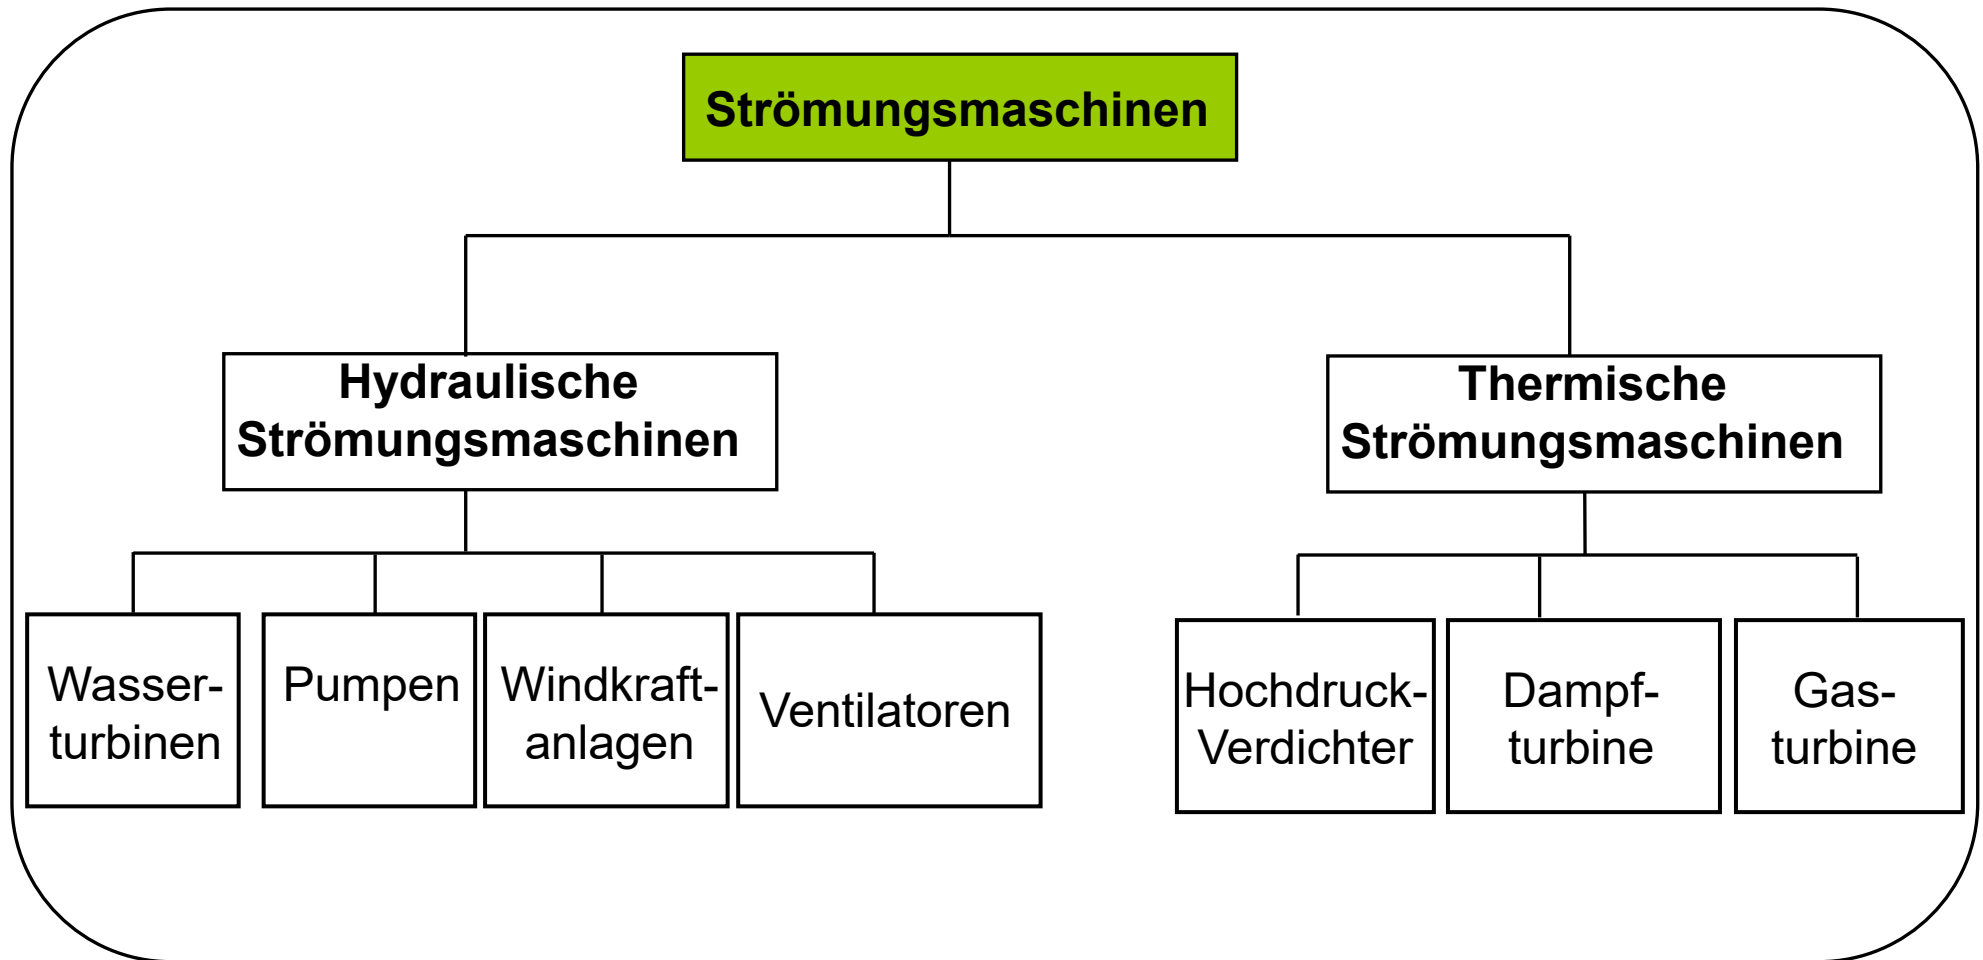 Strömungsmaschinen
Hydraulische
Strömungsmaschinen
Thermische
Strömungsmaschinen
Wasser-
turbinen
Pumpen
Windkraft-
anlagen
Ventilatoren
Hochdruck-
Verdichter
Dampf-
turbine
Gas-
turbine